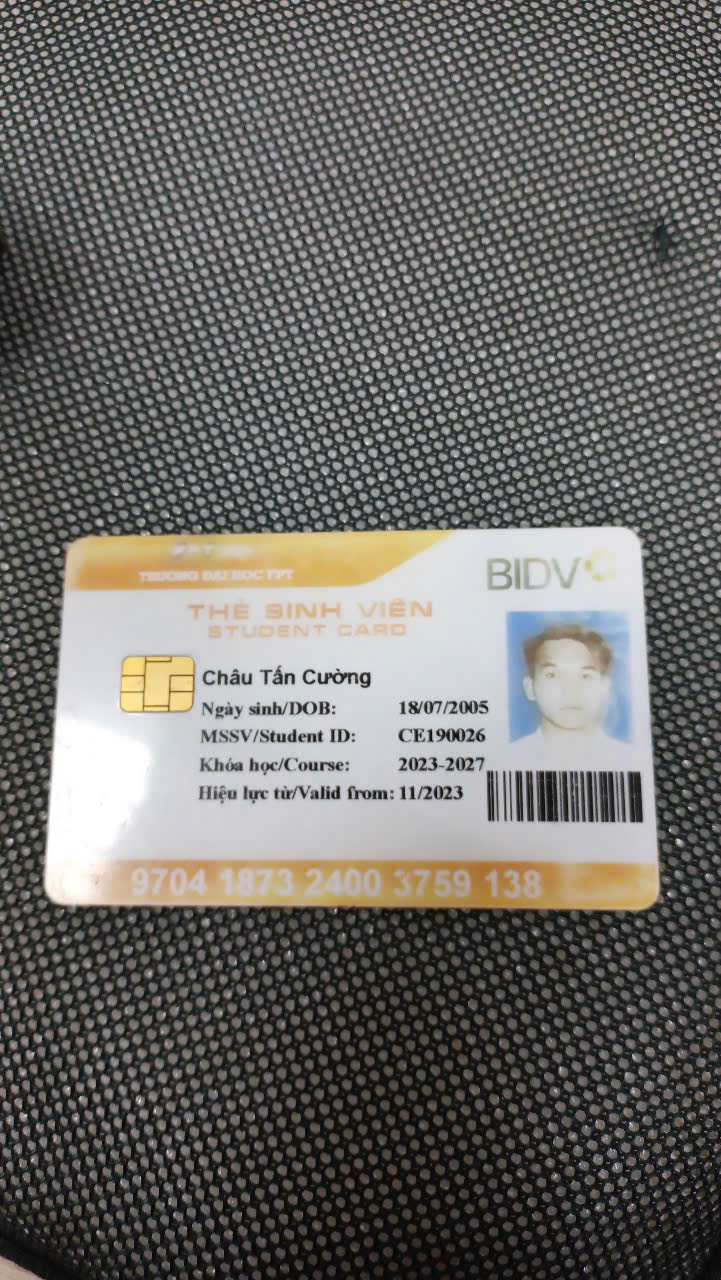 FPT
TRƯỜNG ĐẠI HỌC FPT
BIDV
THẺ SINH VIÊN
STUDENT CARD
Châu Tấn Cường
Ngày sinh/DOB: 18/07/2005
MSSV/Student ID: CE190026
Khóa học/Course: 2023-2027
Hiệu lực từ/Valid from: 11/2023
9704 1873 2400 3759 138